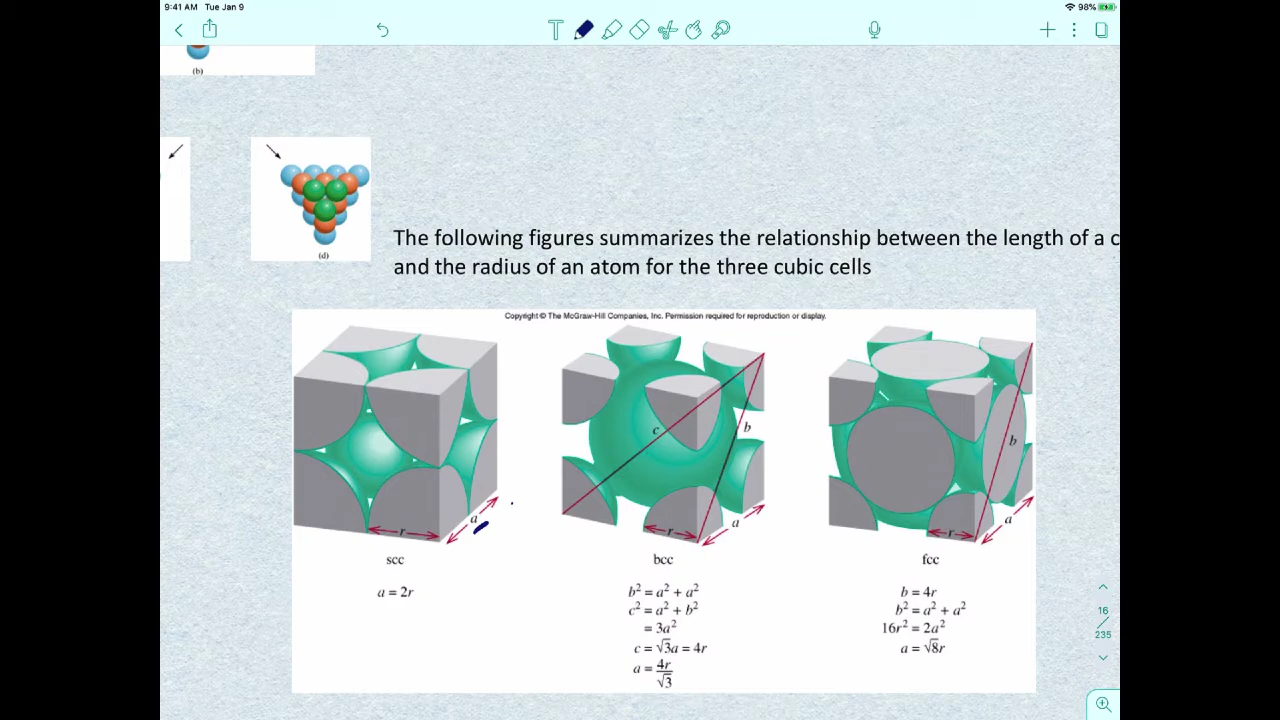 9:41 AM Tue Jan 9
98%
T
(b)
(d)
The following figures summarizes the relationship between the length of a c
and the radius of an atom for the three cubic cells
Copyright © The McGraw-Hill Companies, Inc. Permission required for reproduction or display.
r
a
c
b
r
a
b
r
a
scc
bcc
fcc
a = 2r
b² = a² + a²
c² = a² + b²
= 3a²
c = √3a = 4r
a = 4r/√3
b = 4r
b² = a² + a²
16r² = 2a²
a = √8r
16
/
235